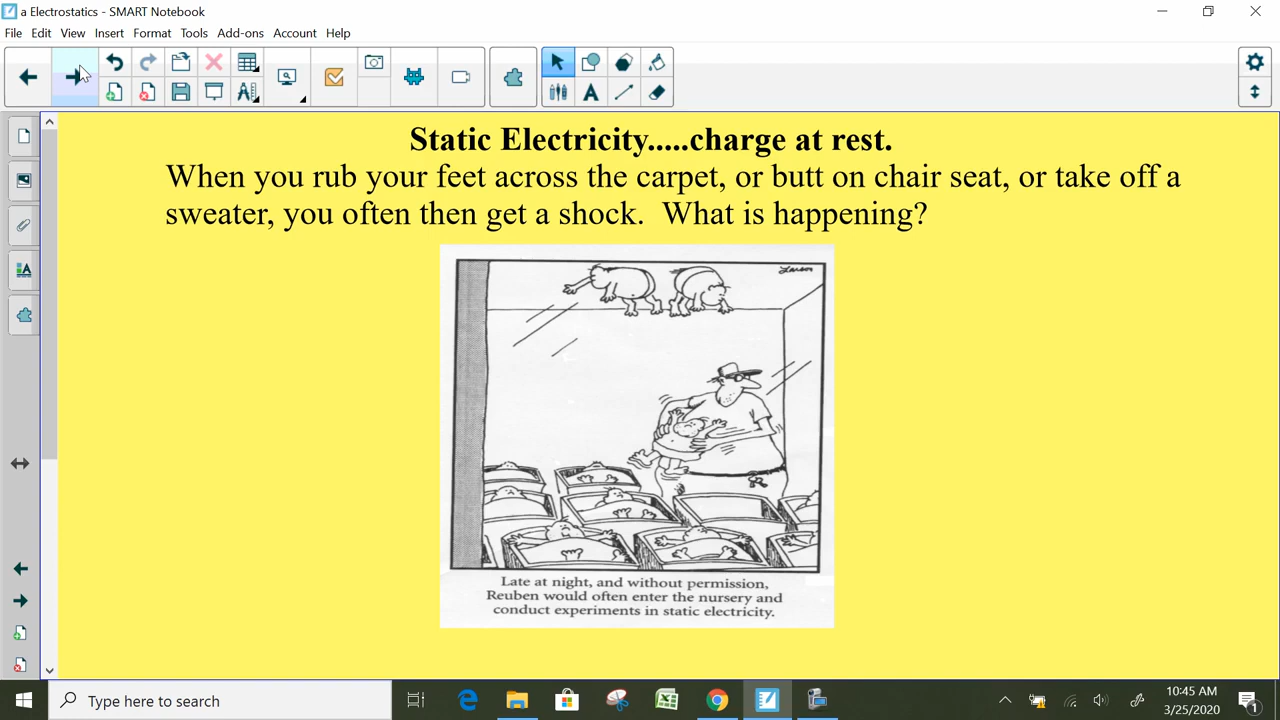 a Electrostatics - SMART Notebook
File Edit View Insert Format Tools Add-ons Account Help
Static Electricity.....charge at rest.
When you rub your feet across the carpet, or butt on chair seat, or take off a
sweater, you often then get a shock. What is happening?
Larson
Late at night, and without permission,
Reuben would often enter the nursery and
conduct experiments in static electricity.
Type here to search
10:45 AM
3/25/2020
1